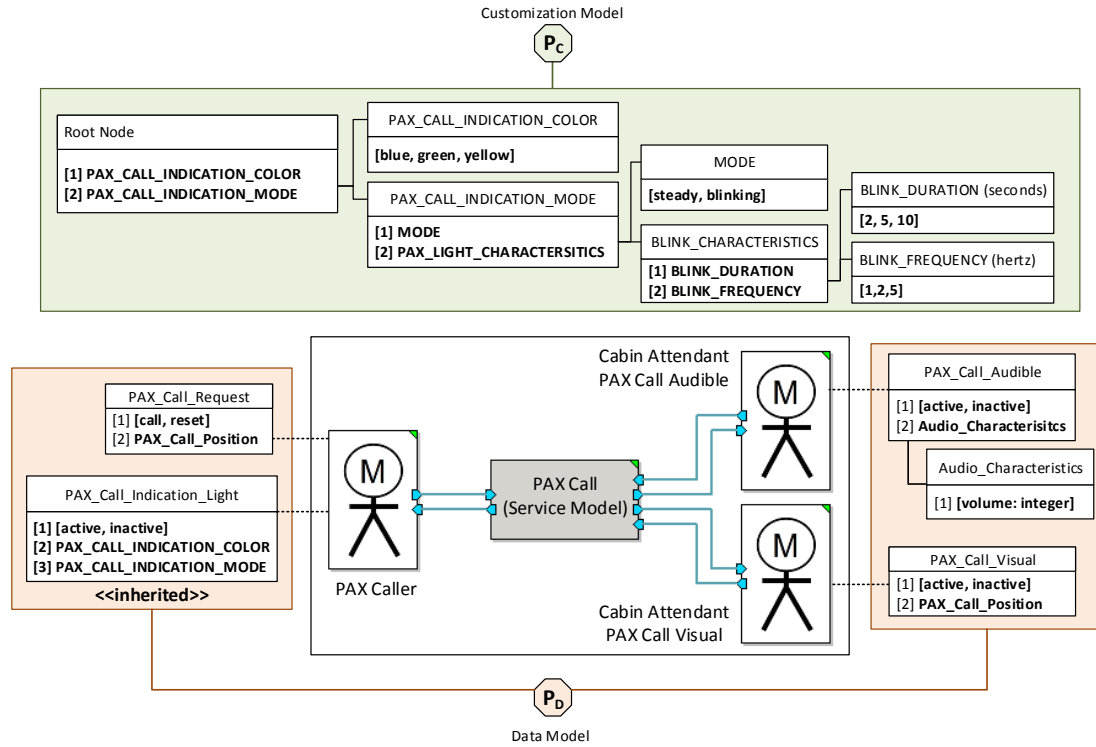 Customization Model
PC
Root Node
[1] PAX_CALL_INDICATION_COLOR
[2] PAX_CALL_INDICATION_MODE
PAX_CALL_INDICATION_COLOR
[blue, green, yellow]
PAX_CALL_INDICATION_MODE
[1] MODE
[2] PAX_LIGHT_CHARACTERSITICS
MODE
[steady, blinking]
BLINK_CHARACTERISTICS
[1] BLINK_DURATION
[2] BLINK_FREQUENCY
BLINK_DURATION (seconds)
[2, 5, 10]
BLINK_FREQUENCY (hertz)
[1,2,5]
PAX_Call_Request
[1] [call, reset]
[2] PAX_Call_Position
PAX_Call_Indication_Light
[1] [active, inactive]
[2] PAX_CALL_INDICATION_COLOR
[3] PAX_CALL_INDICATION_MODE
<<inherited>>
M
PAX Caller
PAX Call
(Service Model)
Cabin Attendant
PAX Call Audible
M
M
Cabin Attendant
PAX Call Visual
PAX_Call_Audible
[1] [active, inactive]
[2] Audio_Characterisitcs
Audio_Characteristics
[1] [volume: integer]
PAX_Call_Visual
[1] [active, inactive]
[2] PAX_Call_Position
PD
Data Model